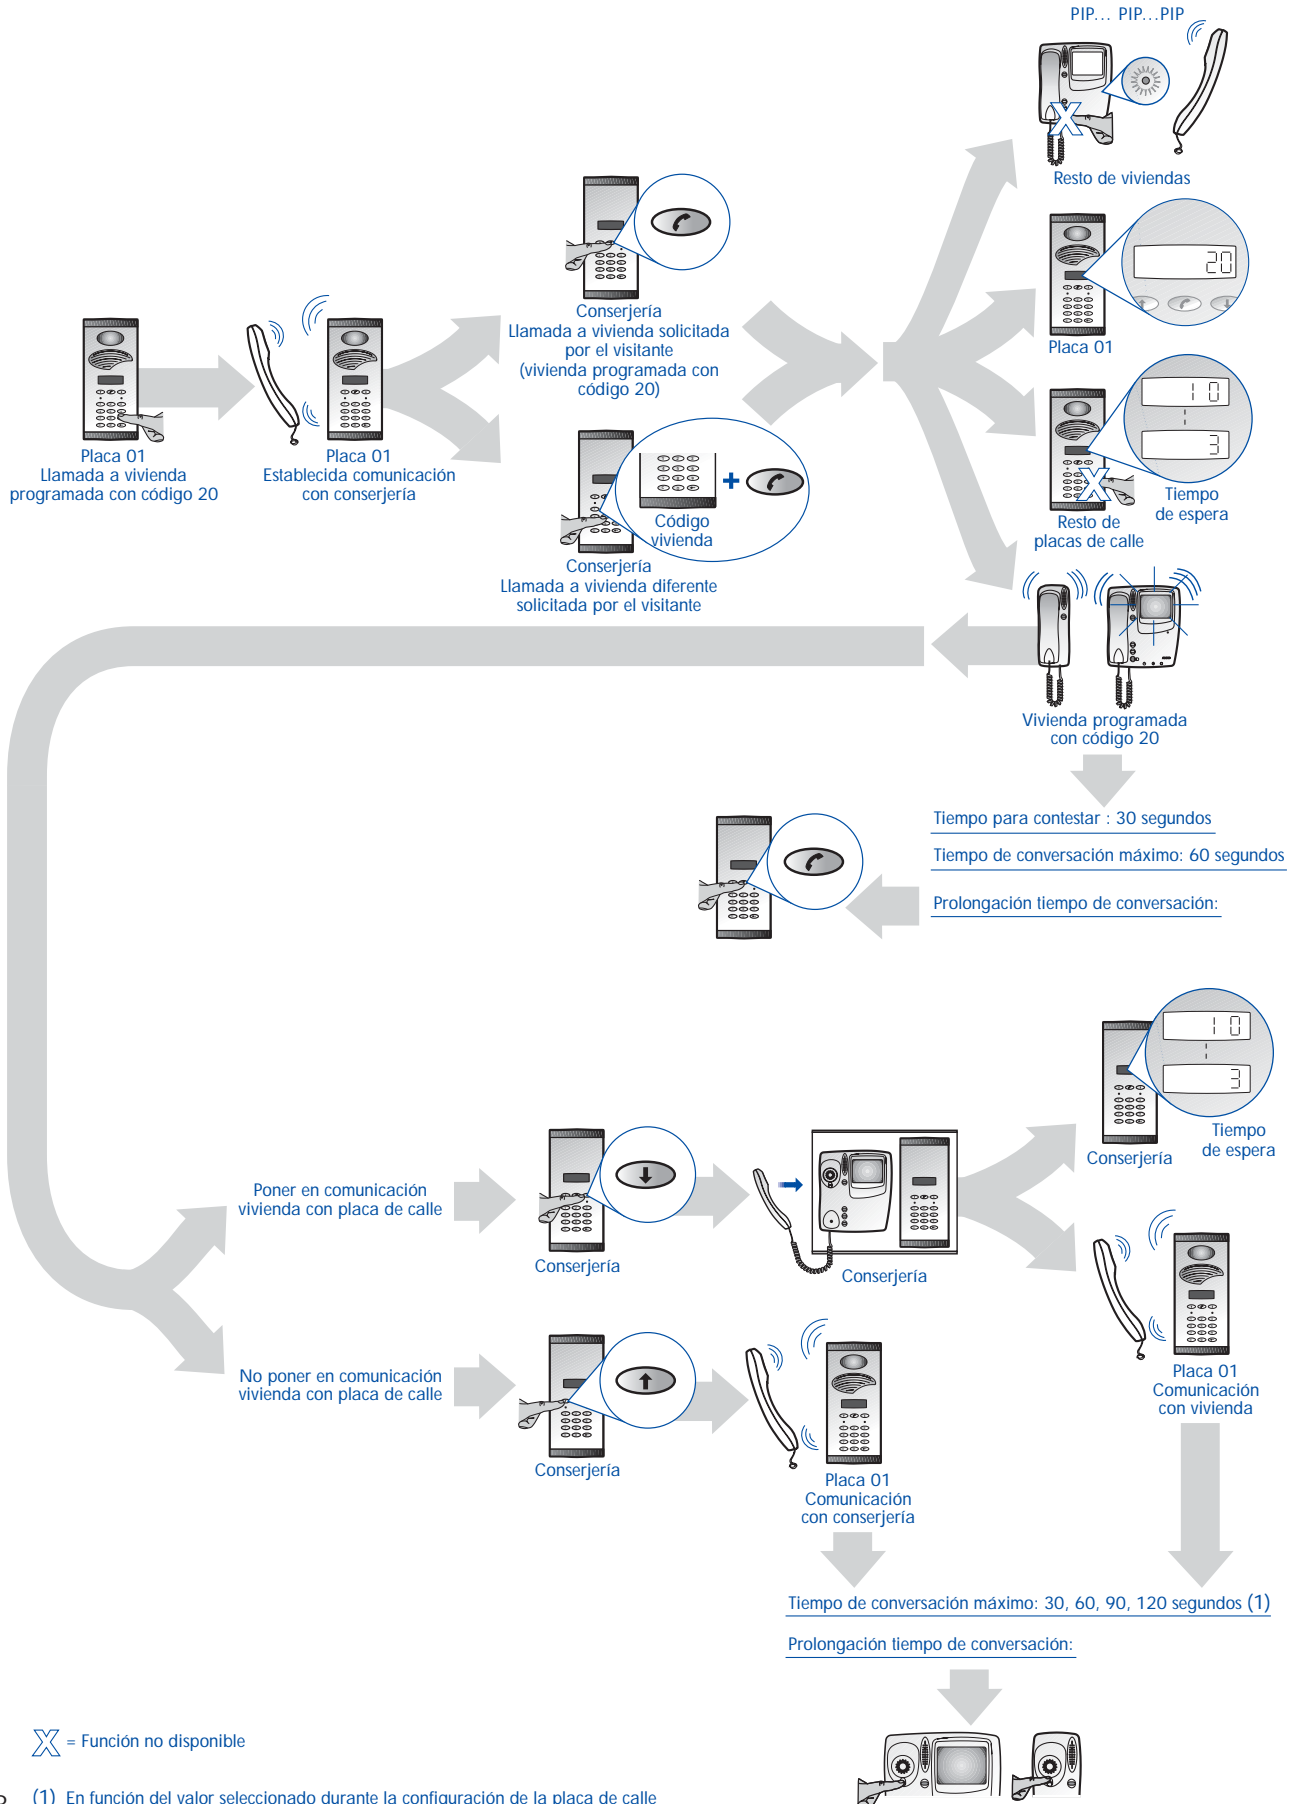 PIP... PIP...PIP
Resto de viviendas
20
Placa 01
Conserjería
Llamada a vivienda solicitada
por el visitante
(vivienda programada con
código 20)
10
3
Tiempo
de espera
Resto de
placas de calle
Placa 01
Llamada a vivienda
programada con código 20
Placa 01
Establecida comunicación
con conserjería
+
Código
vivienda
Conserjería
Llamada a vivienda diferente
solicitada por el visitante
Vivienda programada
con código 20
Tiempo para contestar : 30 segundos
Tiempo de conversación máximo: 60 segundos
Prolongación tiempo de conversación:
10
3
Tiempo
de espera
Conserjería
Poner en comunicación
vivienda con placa de calle
Conserjería
Conserjería
Placa 01
Comunicación
con vivienda
No poner en comunicación
vivienda con placa de calle
Conserjería
Placa 01
Comunicación
con conserjería
Tiempo de conversación máximo: 30, 60, 90, 120 segundos (1)
Prolongación tiempo de conversación:
X = Función no disponible
(1) En función del valor seleccionado durante la configuración de la placa de calle